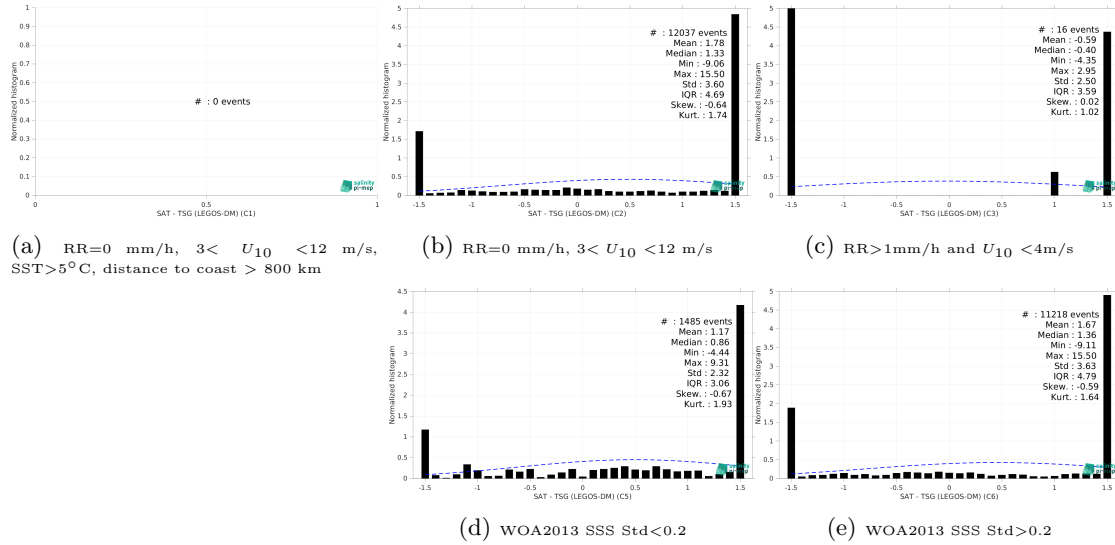 1
0.9
0.8
0.7
0.6
0.5
0.4
0.3
0.2
0.1
0
Normalized histogram
# : 0 events
0 0.5 1
SAT - TSG (LEGOS-DM) (C1)
salinity
pi-mep
(a) RR=0 mm/h, 3< U10 <12 m/s,
SST>5°C, distance to coast > 800 km
5
4.5
4
3.5
3
2.5
2
1.5
1
0.5
0
Normalized histogram
# : 12037 events
Mean : 1.78
Median : 1.33
Min : -9.06
Max : 15.50
Std : 3.60
IQR : 4.69
Skew. : -0.64
Kurt. : 1.74
-1.5 -1 -0.5 0 0.5 1 1.5
SAT - TSG (LEGOS-DM) (C2)
(b) RR=0 mm/h, 3< U10 <12 m/s
5
4.5
4
3.5
3
2.5
2
1.5
1
0.5
0
Normalized histogram
# : 16 events
Mean : -0.59
Median : -0.40
Min : -4.35
Max : 2.95
Std : 2.50
IQR : 3.59
Skew. : 0.02
Kurt. : 1.02
-1.5 -1 -0.5 0 0.5 1 1.5
SAT - TSG (LEGOS-DM) (C3)
(c) RR>1mm/h and U10 <4m/s
4.5
4
3.5
3
2.5
2
1.5
1
0.5
0
Normalized histogram
# : 1485 events
Mean : 1.17
Median : 0.86
Min : -4.44
Max : 9.31
Std : 2.32
IQR : 3.06
Skew. : -0.67
Kurt. : 1.93
-1.5 -1 -0.5 0 0.5 1 1.5
SAT - TSG (LEGOS-DM) (C5)
(d) WOA2013 SSS Std<0.2
5
4.5
4
3.5
3
2.5
2
1.5
1
0.5
0
Normalized histogram
# : 11218 events
Mean : 1.67
Median : 1.36
Min : -9.11
Max : 15.50
Std : 3.63
IQR : 4.79
Skew. : -0.59
Kurt. : 1.64
-1.5 -1 -0.5 0 0.5 1 1.5
SAT - TSG (LEGOS-DM) (C6)
(e) WOA2013 SSS Std>0.2